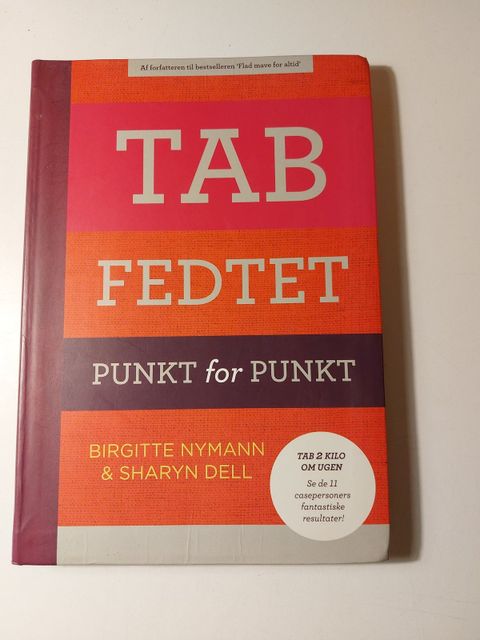 Af forfatteren til bestselleren 'Flad mave for altid'
TAB
FEDTET
PUNKT for PUNKT
BIRGITTE NYMANN
& SHARYN DELL
TAB 2 KILO
OM UGEN
Se de 11
casepersoners
fantastiske
resultater!